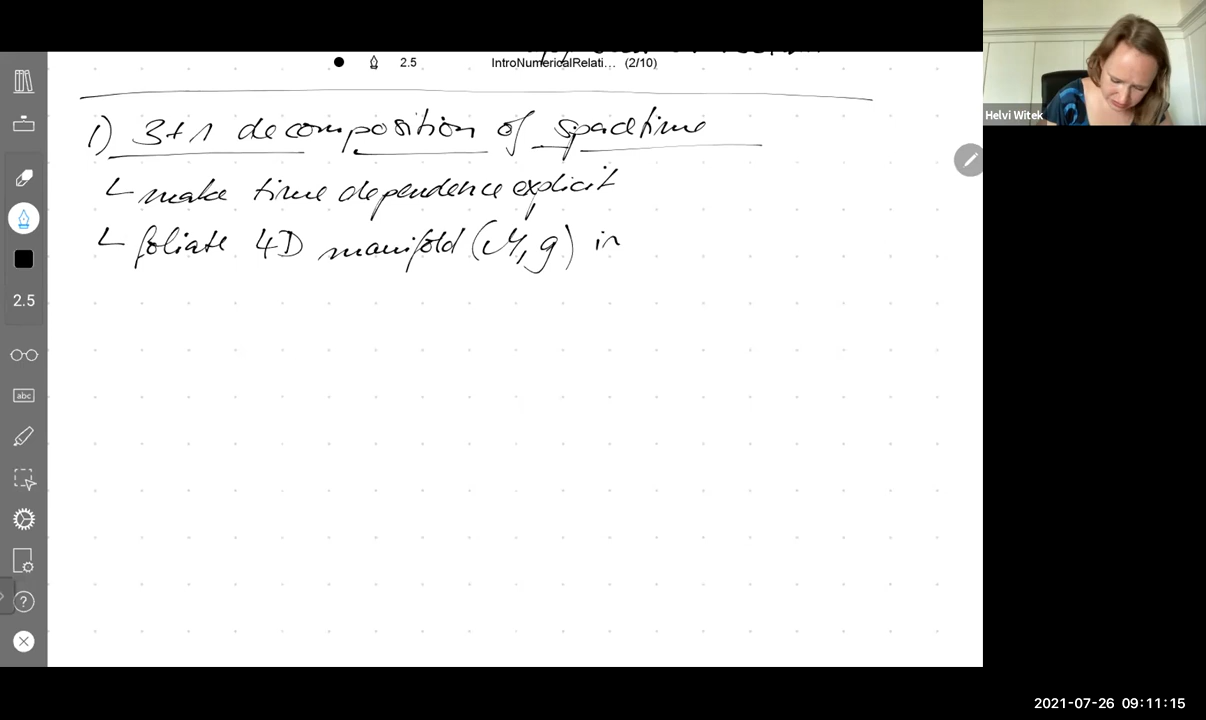 2.5 IntroNumericalRelati... (2/10)
Helvi Witek
1) 3+1 decomposition of spacetime
└ make time dependence explicit
└ foliate 4D manifold (M, g) in
2.5
abc
?
2021-07-26 09:11:15